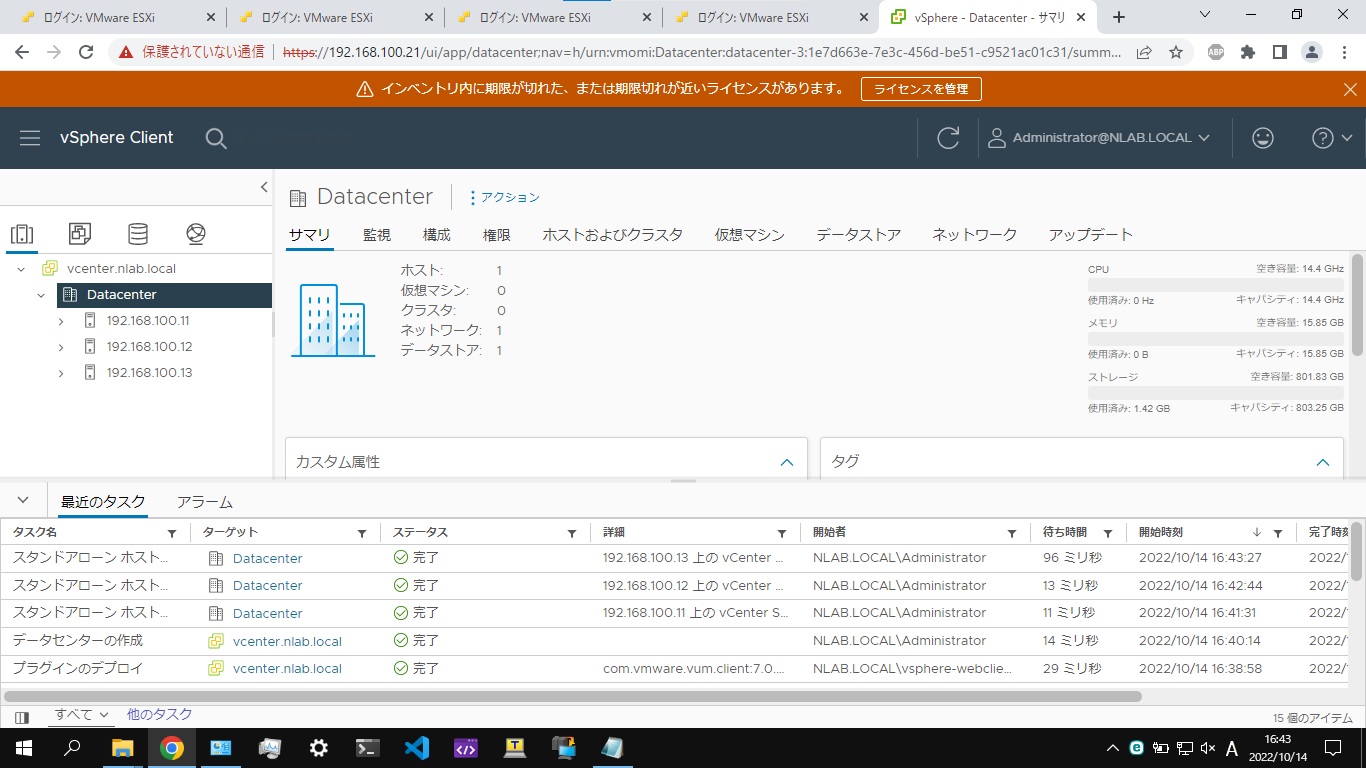 ログイン: VMware ESXi
ログイン: VMware ESXi
ログイン: VMware ESXi
ログイン: VMware ESXi
vSphere - Datacenter - サマリ
保護されていない通信
https://192.168.100.21/ui/app/datacenter;nav=h/urn:vmomi:Datacenter:datacenter-3:1e7d663e-7e3c-456d-be51-c9521ac01c31/summ...
ABP
インベントリ内に期限が切れた、または期限切れが近いライセンスがあります。
ライセンスを管理
vSphere Client
Administrator@NLAB.LOCAL
Datacenter
アクション
サマリ 監視 構成 権限 ホストおよびクラスタ 仮想マシン データストア ネットワーク アップデート
vcenter.nlab.local
Datacenter
192.168.100.11
192.168.100.12
192.168.100.13
ホスト: 1
仮想マシン: 0
クラスタ: 0
ネットワーク: 1
データストア: 1
CPU 空き容量: 14.4 GHz
使用済み: 0 Hz キャパシティ: 14.4 GHz
メモリ 空き容量: 15.85 GB
使用済み: 0 B キャパシティ: 15.85 GB
ストレージ 空き容量: 801.83 GB
使用済み: 1.42 GB キャパシティ: 803.25 GB
カスタム属性
タグ
最近のタスク アラーム
タスク名 ターゲット ステータス 詳細 開始者 待ち時間 開始時刻 完了時刻
スタンドアローン ホスト... Datacenter 完了 192.168.100.13 上の vCenter ... NLAB.LOCAL\Administrator 96 ミリ秒 2022/10/14 16:43:27 2022/
スタンドアローン ホスト... Datacenter 完了 192.168.100.12 上の vCenter ... NLAB.LOCAL\Administrator 13 ミリ秒 2022/10/14 16:42:44 2022/
スタンドアローン ホスト... Datacenter 完了 192.168.100.11 上の vCenter S... NLAB.LOCAL\Administrator 11 ミリ秒 2022/10/14 16:41:31 2022/
データセンターの作成 vcenter.nlab.local 完了 NLAB.LOCAL\Administrator 14 ミリ秒 2022/10/14 16:40:14 2022/
プラグインのデプロイ vcenter.nlab.local 完了 com.vmware.vum.client:7.0.... NLAB.LOCAL\vsphere-webclie... 29 ミリ秒 2022/10/14 16:38:58 2022/
すべて 他のタスク
15 個のアイテム
A
16:43
2022/10/14